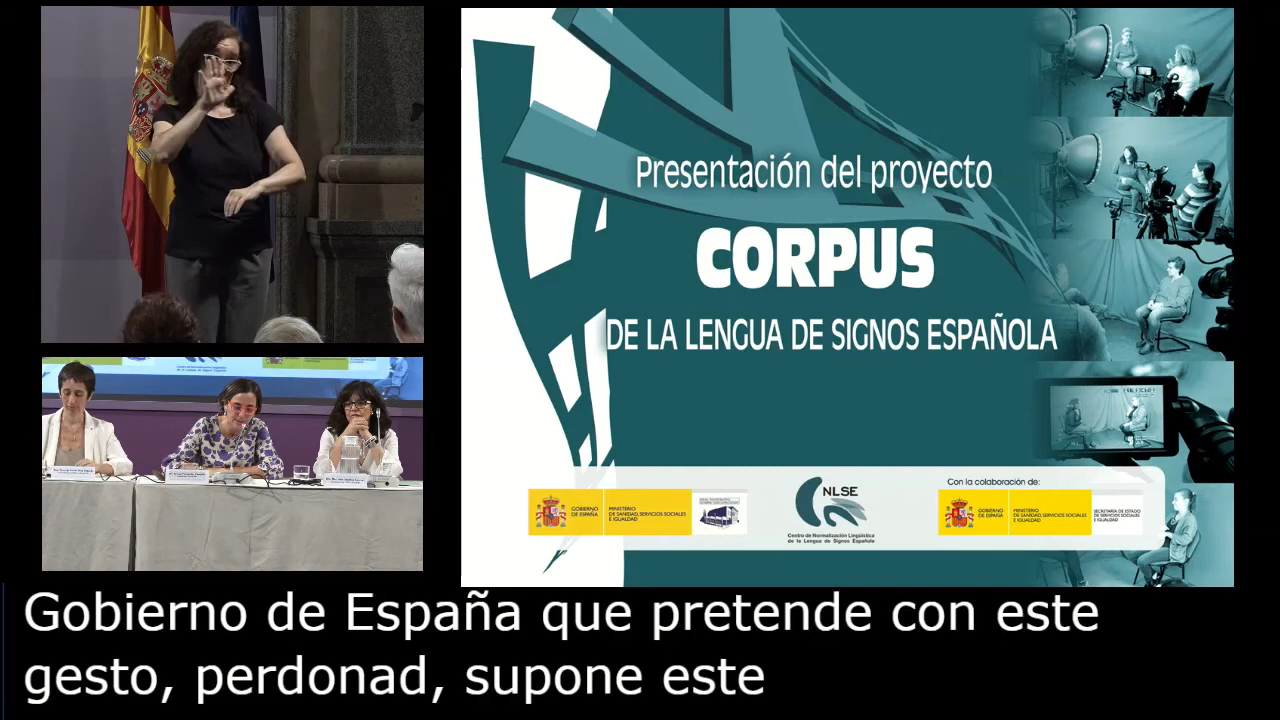 Presentación del proyecto
CORPUS
DE LA LENGUA DE SIGNOS ESPAÑOLA
Con la colaboración de:
GOBIERNO
DE ESPAÑA
MINISTERIO
DE SANIDAD, SERVICIOS SOCIALES
E IGUALDAD
CNLSE
Centro de Normalización Lingüística
de la Lengua de Signos Española
GOBIERNO
DE ESPAÑA
MINISTERIO
DE SANIDAD, SERVICIOS SOCIALES
E IGUALDAD
SECRETARÍA DE ESTADO
DE SERVICIOS SOCIALES
E IGUALDAD
Gobierno de España que pretende con este
gesto, perdonad, supone este